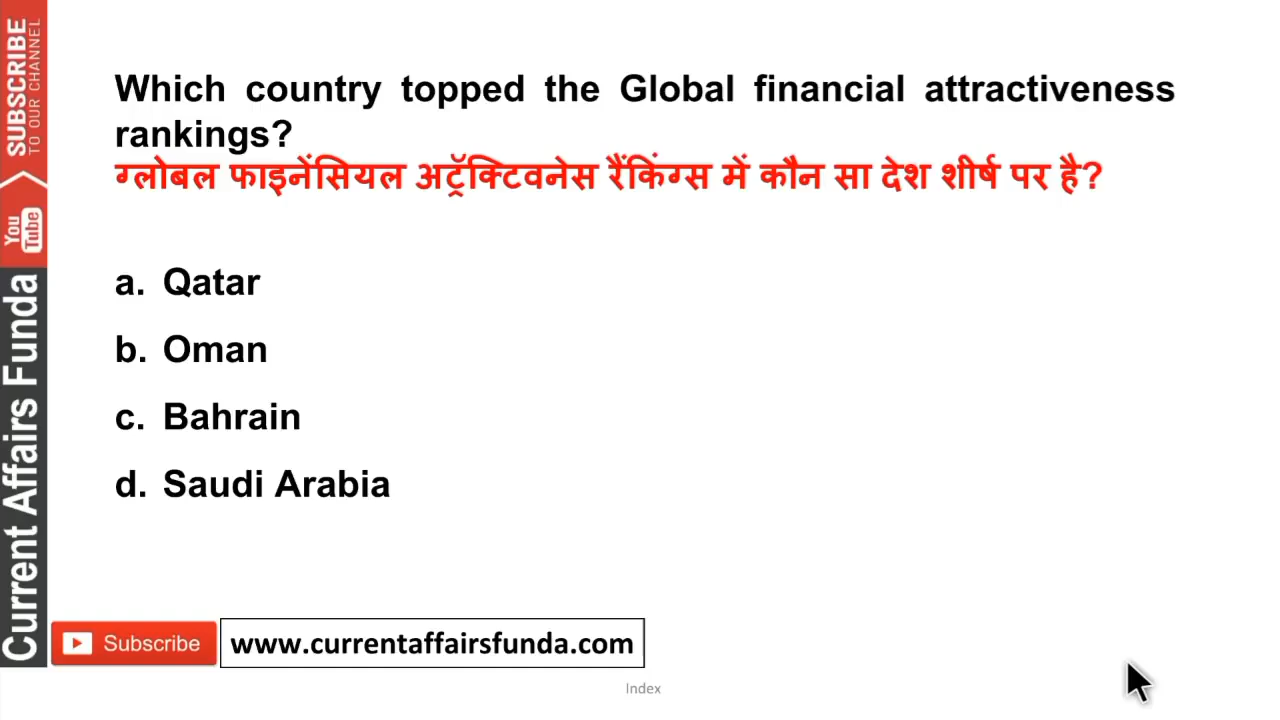 Which country topped the Global financial attractiveness
rankings?
ग्लोबल फाइनेंसियल अट्रॅक्टिवनेस रैंकिंग्स में कौन सा देश शीर्ष पर है?
a. Qatar
b. Oman
c. Bahrain
d. Saudi Arabia
SUBSCRIBE
TO OUR CHANNEL
You
Tube
Current Affairs Funda
Subscribe
www.currentaffairsfunda.com
Index